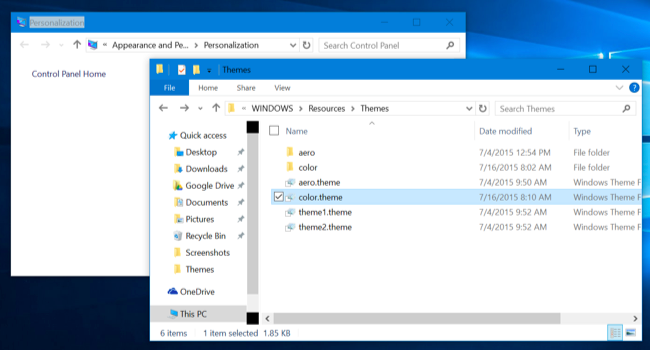 Personalization
« Appearance and Pe... > Personalization
Search Control Panel
Control Panel Home
Themes
File Home Share View
« WINDOWS > Resources > Themes
Search Themes
Name Date modified Type
Quick access
Desktop
Downloads
Google Drive
Documents
Pictures
Recycle Bin
Screenshots
Themes
OneDrive
This PC
aero 7/4/2015 12:54 PM File folder
color 7/16/2015 8:02 AM File folder
aero.theme 7/4/2015 9:50 AM Windows Theme F
color.theme 7/16/2015 8:10 AM Windows Theme F
theme1.theme 7/4/2015 9:52 AM Windows Theme F
theme2.theme 7/4/2015 9:52 AM Windows Theme F
6 items 1 item selected 1.85 KB